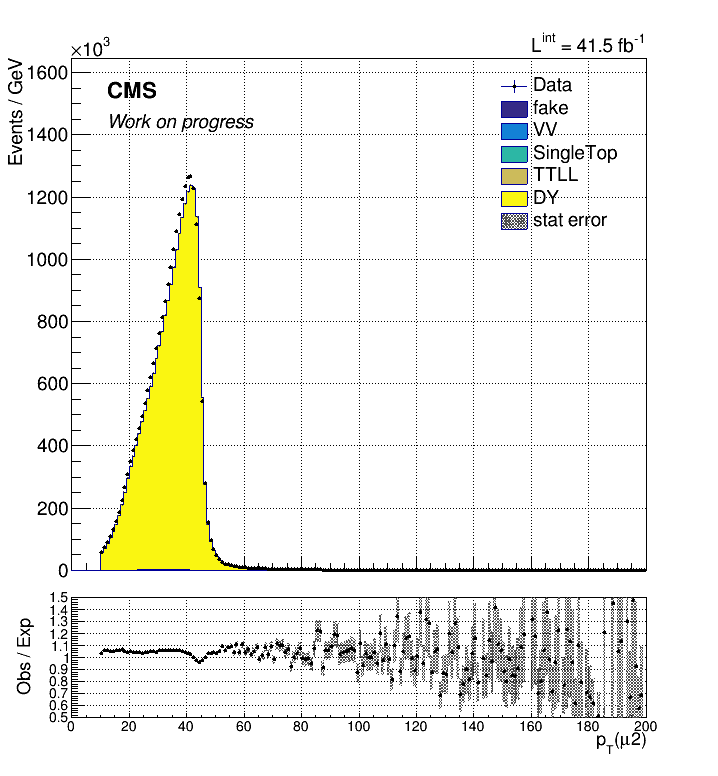 ×10³
L^int = 41.5 fb^-1
Events / GeV
1600
1400
1200
1000
800
600
400
200
0
CMS
Work on progress
Data
fake
VV
SingleTop
TTLL
DY
stat error
Obs / Exp
1.5
1.4
1.3
1.2
1.1
1
0.9
0.8
0.7
0.6
0.5
0 20 40 60 80 100 120 140 160 180 200
p_T(μ2)